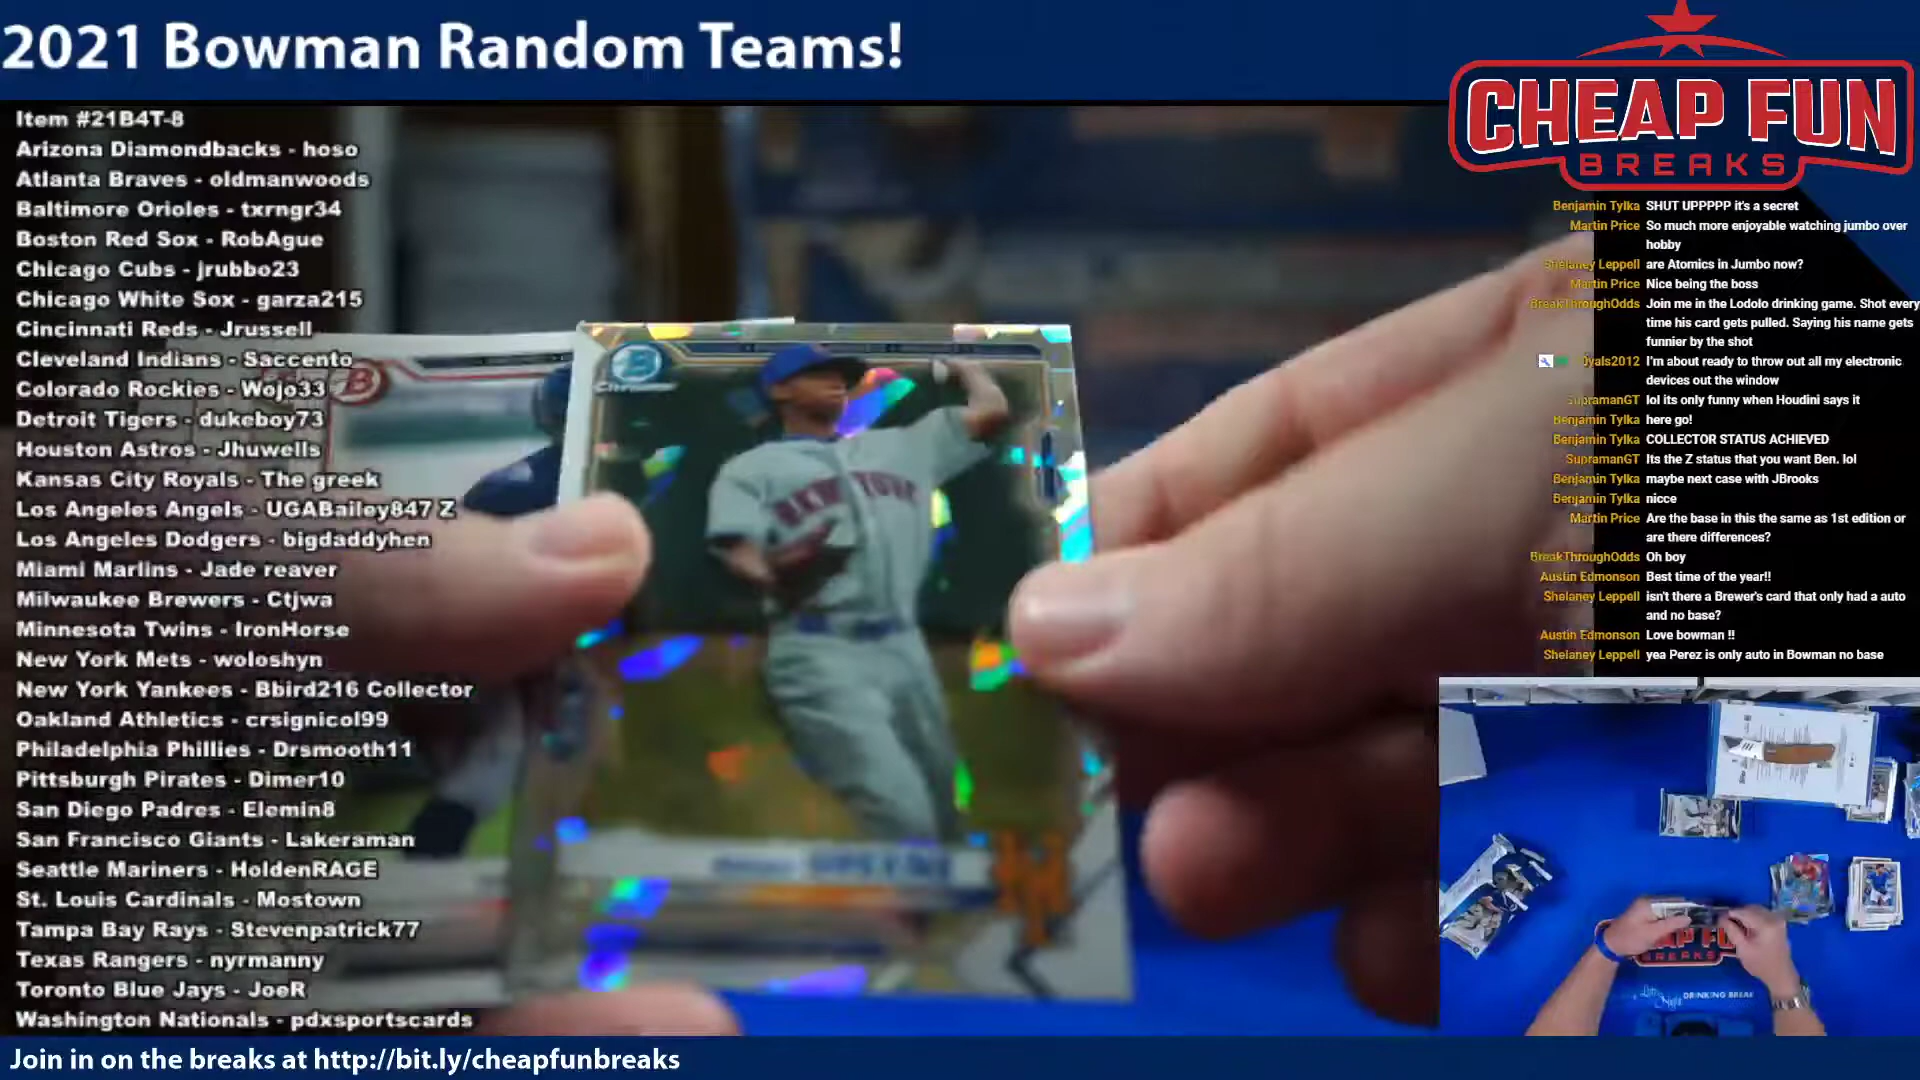 2021 Bowman Random Teams!
CHEAP FUN
BREAKS
Item #21B4T-8
Arizona Diamondbacks - hoso
Atlanta Braves - oldmanwoods
Baltimore Orioles - txrngr34
Boston Red Sox - RobAgue
Chicago Cubs - jrubbo23
Chicago White Sox - garza215
Cincinnati Reds - Jrussell
Cleveland Indians - Saccento
Colorado Rockies - Wojo33
Detroit Tigers - dukeboy73
Houston Astros - Jhuwells
Kansas City Royals - The greek
Los Angeles Angels - UGABailey847 Z
Los Angeles Dodgers - bigdaddyhen
Miami Marlins - Jade reaver
Milwaukee Brewers - Ctjwa
Minnesota Twins - IronHorse
New York Mets - woloshyn
New York Yankees - Bbird216 Collector
Oakland Athletics - crsignicol99
Philadelphia Phillies - Drsmooth11
Pittsburgh Pirates - Dimer10
San Diego Padres - Elemin8
San Francisco Giants - Lakeraman
Seattle Mariners - HoldenRAGE
St. Louis Cardinals - Mostown
Tampa Bay Rays - Stevenpatrick77
Texas Rangers - nyrmanny
Toronto Blue Jays - JoeR
Washington Nationals - pdxsportscards
B
B
NEW YORK
Benjamin Tylka SHUT UPPPPP it's a secret
Martin Price So much more enjoyable watching jumbo over
hobby
Shelaney Leppell are Atomics in Jumbo now?
Martin Price Nice being the boss
BreakThroughOdds Join me in the Lodolo drinking game. Shot every
time his card gets pulled. Saying his name gets
funnier by the shot
yals2012 I'm about ready to throw out all my electronic
devices out the window
SupramanGT lol its only funny when Houdini says it
Benjamin Tylka here go!
Benjamin Tylka COLLECTOR STATUS ACHIEVED
SupramanGT Its the Z status that you want Ben. lol
Benjamin Tylka maybe next case with JBrooks
Benjamin Tylka nicce
Martin Price Are the base in this the same as 1st edition or
are there differences?
BreakThroughOdds Oh boy
Austin Edmonson Best time of the year!!
Shelaney Leppell isn't there a Brewer's card that only had a auto
and no base?
Austin Edmonson Love bowman !!
Shelaney Leppell yea Perez is only auto in Bowman no base
BREAKS
DRINKING BREAK
Join in on the breaks at http://bit.ly/cheapfunbreaks